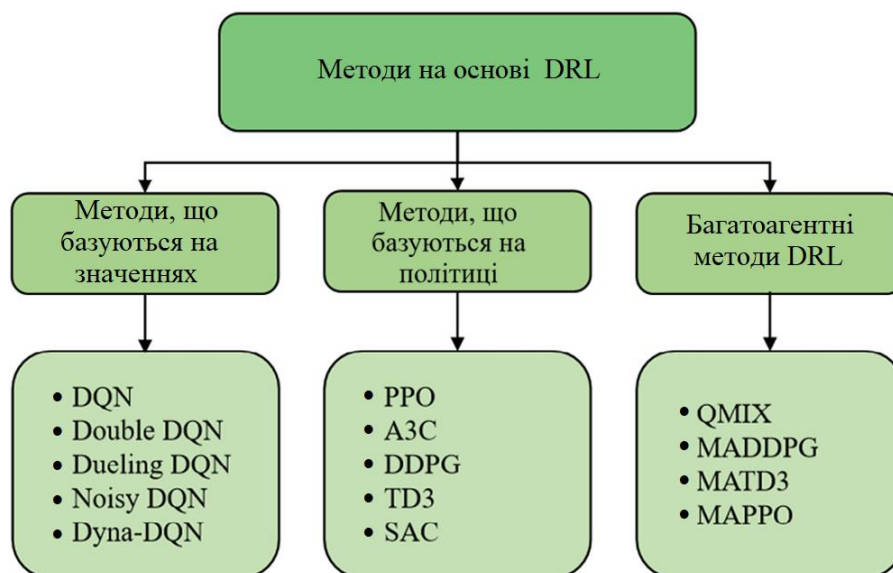 Методи на основі DRL
Методи, що
базуються на
значеннях
Методи, що
базуються на
політиці
Багатоагентні
методи DRL
• DQN
• Double DQN
• Dueling DQN
• Noisy DQN
• Dyna-DQN
• PPO
• A3C
• DDPG
• TD3
• SAC
• QMIX
• MADDPG
• MATD3
• MAPPO